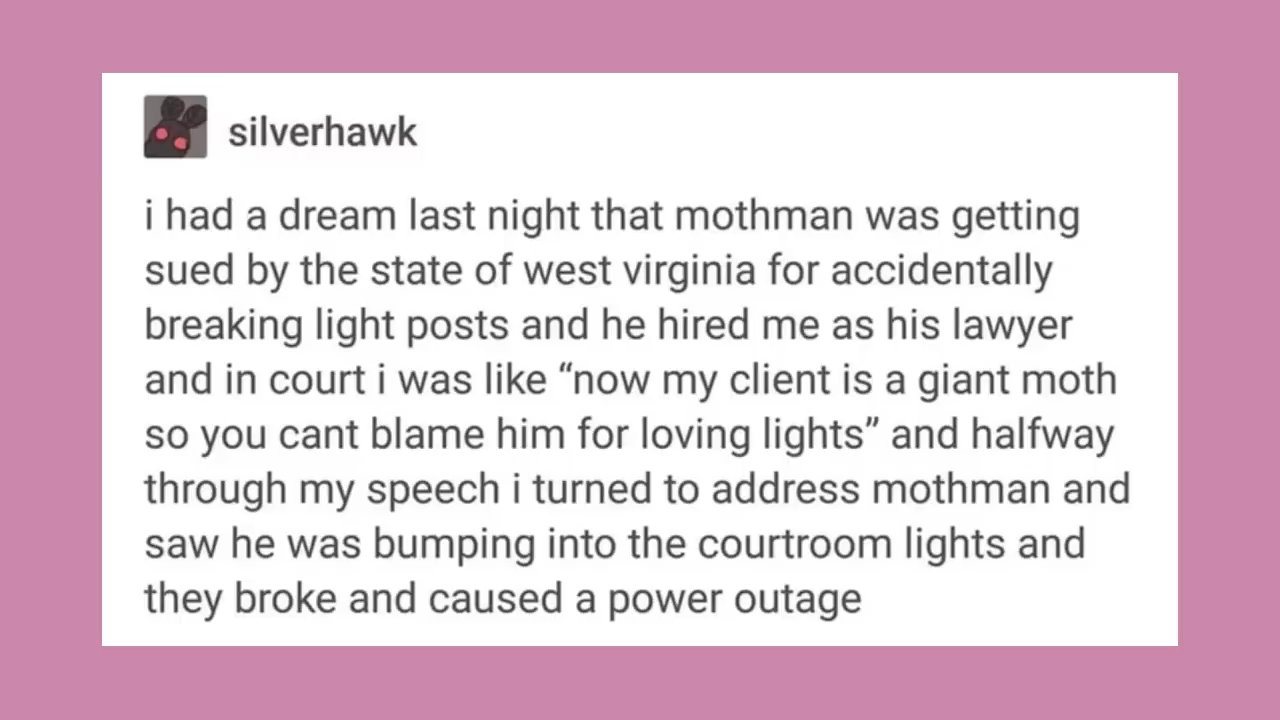 silverhawk
i had a dream last night that mothman was getting
sued by the state of west virginia for accidentally
breaking light posts and he hired me as his lawyer
and in court i was like “now my client is a giant moth
so you cant blame him for loving lights” and halfway
through my speech i turned to address mothman and
saw he was bumping into the courtroom lights and
they broke and caused a power outage